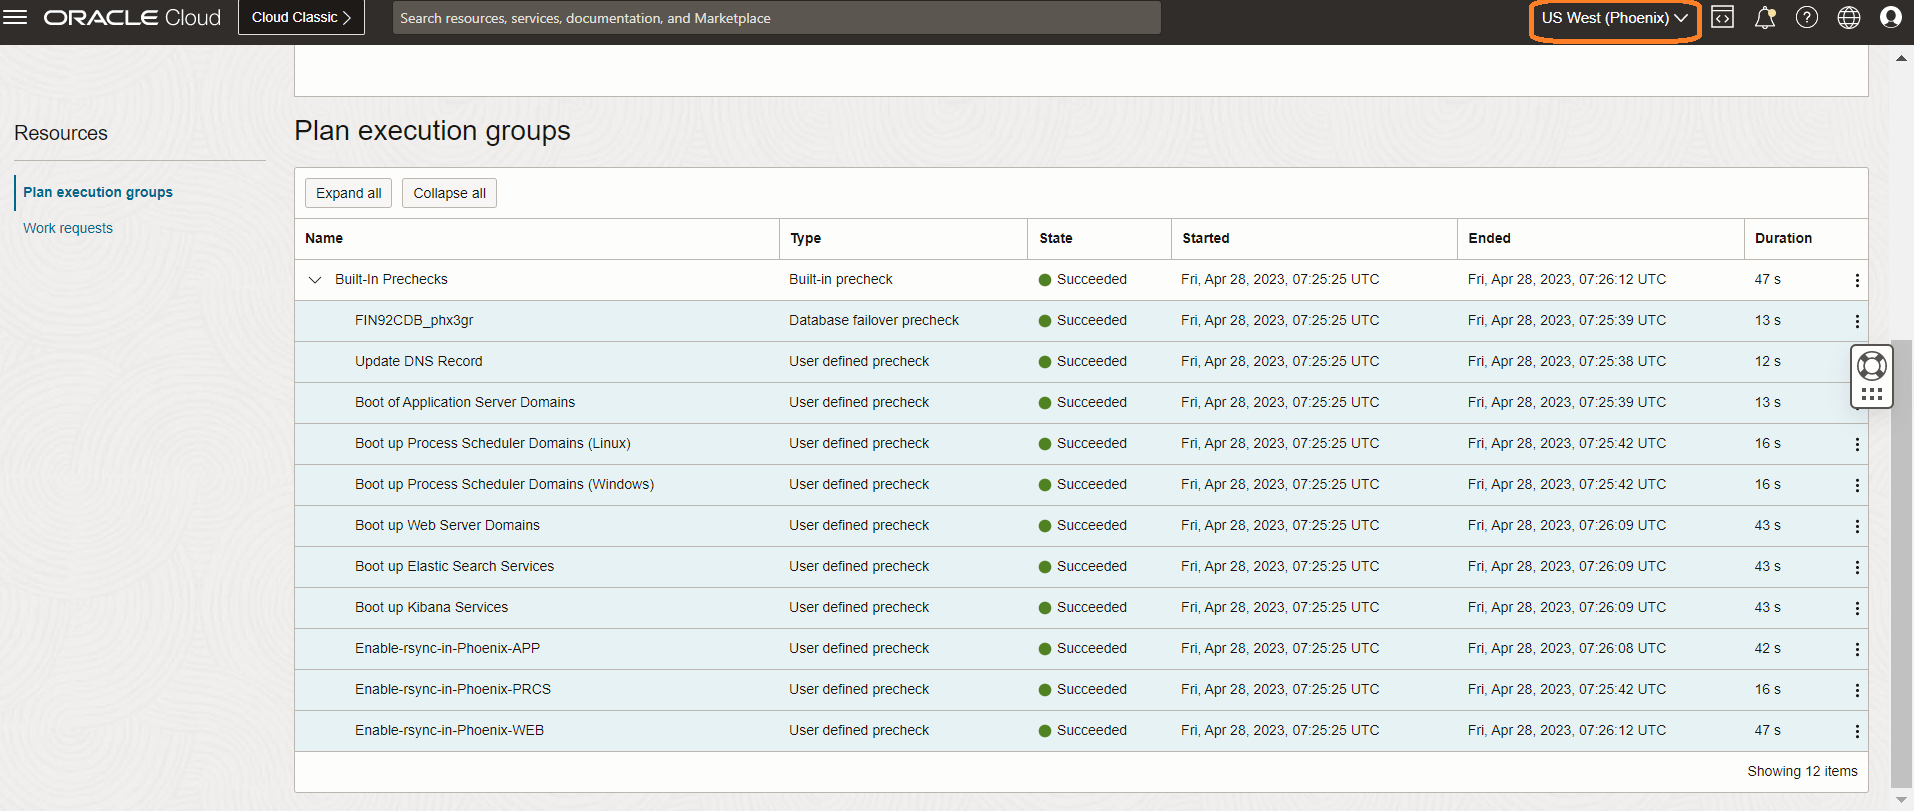 ORACLE Cloud Cloud Classic Search resources, services, documentation, and Marketplace US West (Phoenix)
Resources
Plan execution groups
Work requests
Plan execution groups
Expand all Collapse all
Name Type State Started Ended Duration
Built-In Prechecks Built-in precheck Succeeded Fri, Apr 28, 2023, 07:25:25 UTC Fri, Apr 28, 2023, 07:26:12 UTC 47 s
FIN92CDB_phx3gr Database failover precheck Succeeded Fri, Apr 28, 2023, 07:25:25 UTC Fri, Apr 28, 2023, 07:25:39 UTC 13 s
Update DNS Record User defined precheck Succeeded Fri, Apr 28, 2023, 07:25:25 UTC Fri, Apr 28, 2023, 07:25:38 UTC 12 s
Boot of Application Server Domains User defined precheck Succeeded Fri, Apr 28, 2023, 07:25:25 UTC Fri, Apr 28, 2023, 07:25:39 UTC 13 s
Boot up Process Scheduler Domains (Linux) User defined precheck Succeeded Fri, Apr 28, 2023, 07:25:25 UTC Fri, Apr 28, 2023, 07:25:42 UTC 16 s
Boot up Process Scheduler Domains (Windows) User defined precheck Succeeded Fri, Apr 28, 2023, 07:25:25 UTC Fri, Apr 28, 2023, 07:25:42 UTC 16 s
Boot up Web Server Domains User defined precheck Succeeded Fri, Apr 28, 2023, 07:25:25 UTC Fri, Apr 28, 2023, 07:26:09 UTC 43 s
Boot up Elastic Search Services User defined precheck Succeeded Fri, Apr 28, 2023, 07:25:25 UTC Fri, Apr 28, 2023, 07:26:09 UTC 43 s
Boot up Kibana Services User defined precheck Succeeded Fri, Apr 28, 2023, 07:25:25 UTC Fri, Apr 28, 2023, 07:26:09 UTC 43 s
Enable-rsync-in-Phoenix-APP User defined precheck Succeeded Fri, Apr 28, 2023, 07:25:25 UTC Fri, Apr 28, 2023, 07:26:08 UTC 42 s
Enable-rsync-in-Phoenix-PRCS User defined precheck Succeeded Fri, Apr 28, 2023, 07:25:25 UTC Fri, Apr 28, 2023, 07:25:42 UTC 16 s
Enable-rsync-in-Phoenix-WEB User defined precheck Succeeded Fri, Apr 28, 2023, 07:25:25 UTC Fri, Apr 28, 2023, 07:26:12 UTC 47 s
Showing 12 items